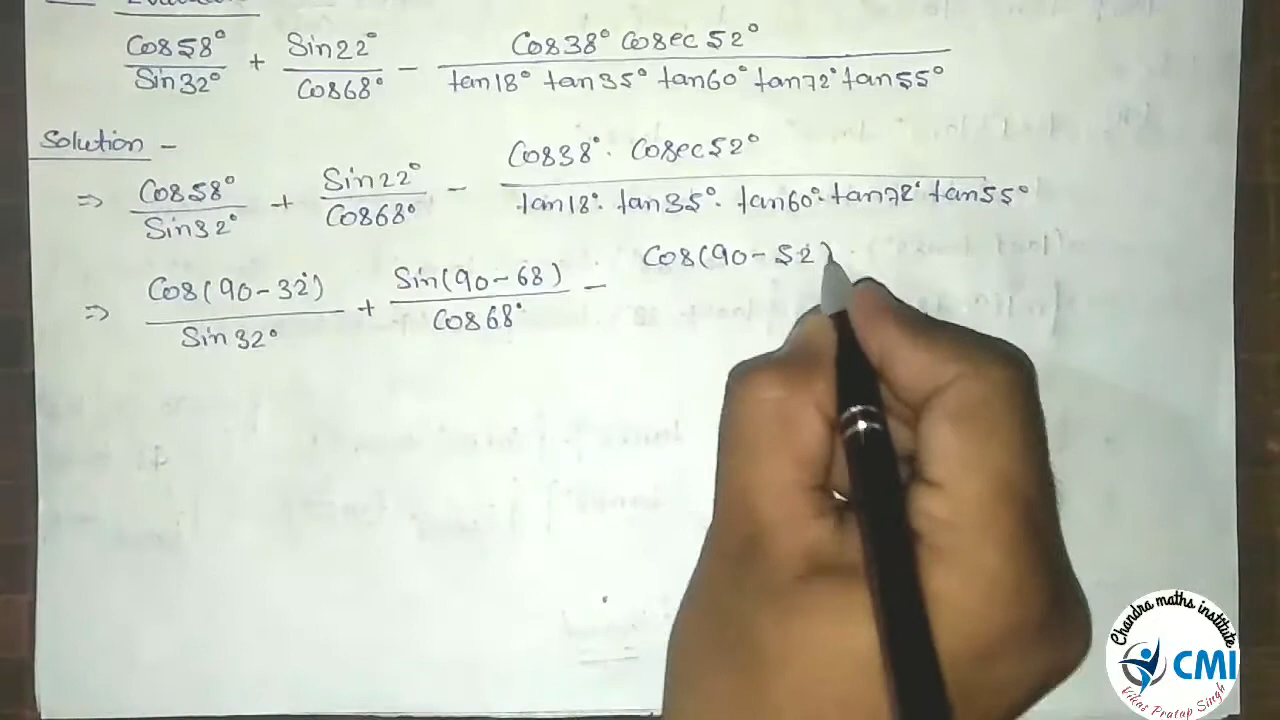 Cos58° / Sin32° + Sin22° / Cos68° − Cos38° Cosec52° / tan18° tan35° tan60° tan72° tan55°
Solution −
⇒ Cos58° / Sin32° + Sin22° / Cos68° − Cos38° · Cosec52° / tan18° · tan35° · tan60° · tan72° tan55°
⇒ Cos(90−32) / Sin32° + Sin(90−68) / Cos68° − Cos(90−52)
Chandra maths institute
CMI
Vikas Pratap Singh